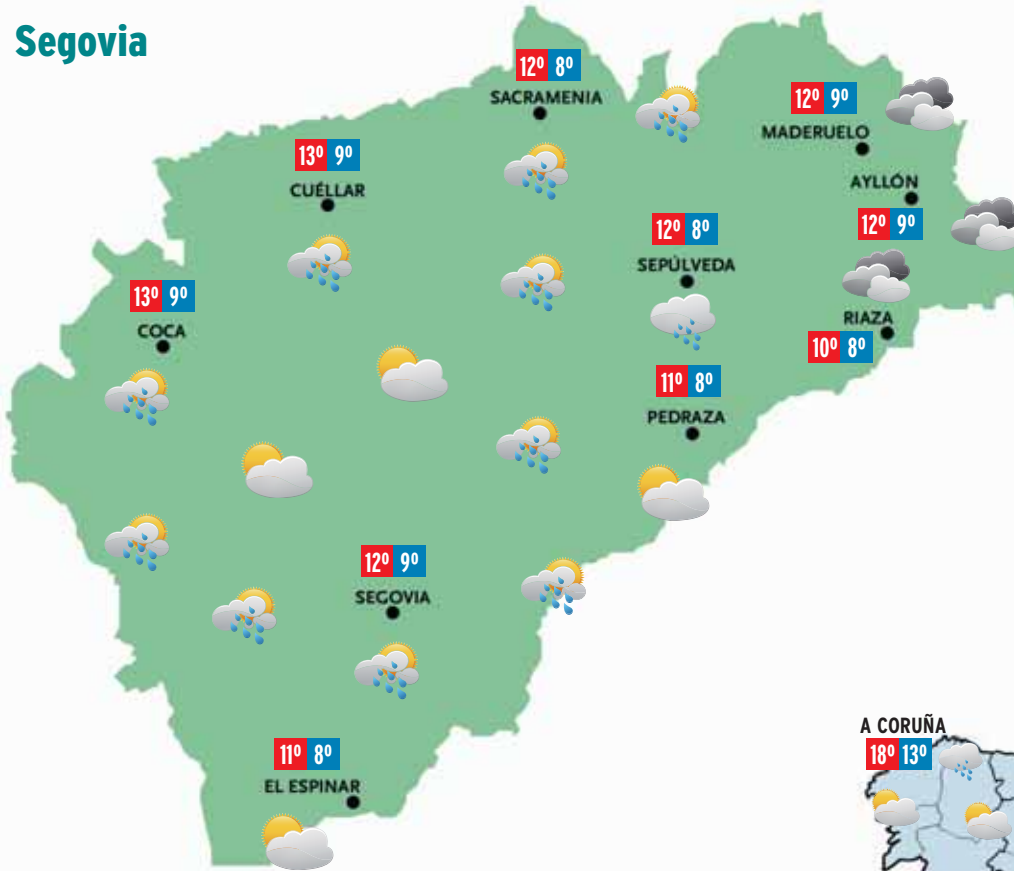 Segovia
12º 8º
SACRAMENIA
12º 9º
MADERUELO
13º 9º
CUÉLLAR
AYLLÓN
12º 9º
12º 8º
SEPÚLVEDA
13º 9º
COCA
RIAZA
10º 8º
11º 8º
PEDRAZA
12º 9º
SEGOVIA
11º 8º
EL ESPINAR
A CORUÑA
18º 13º